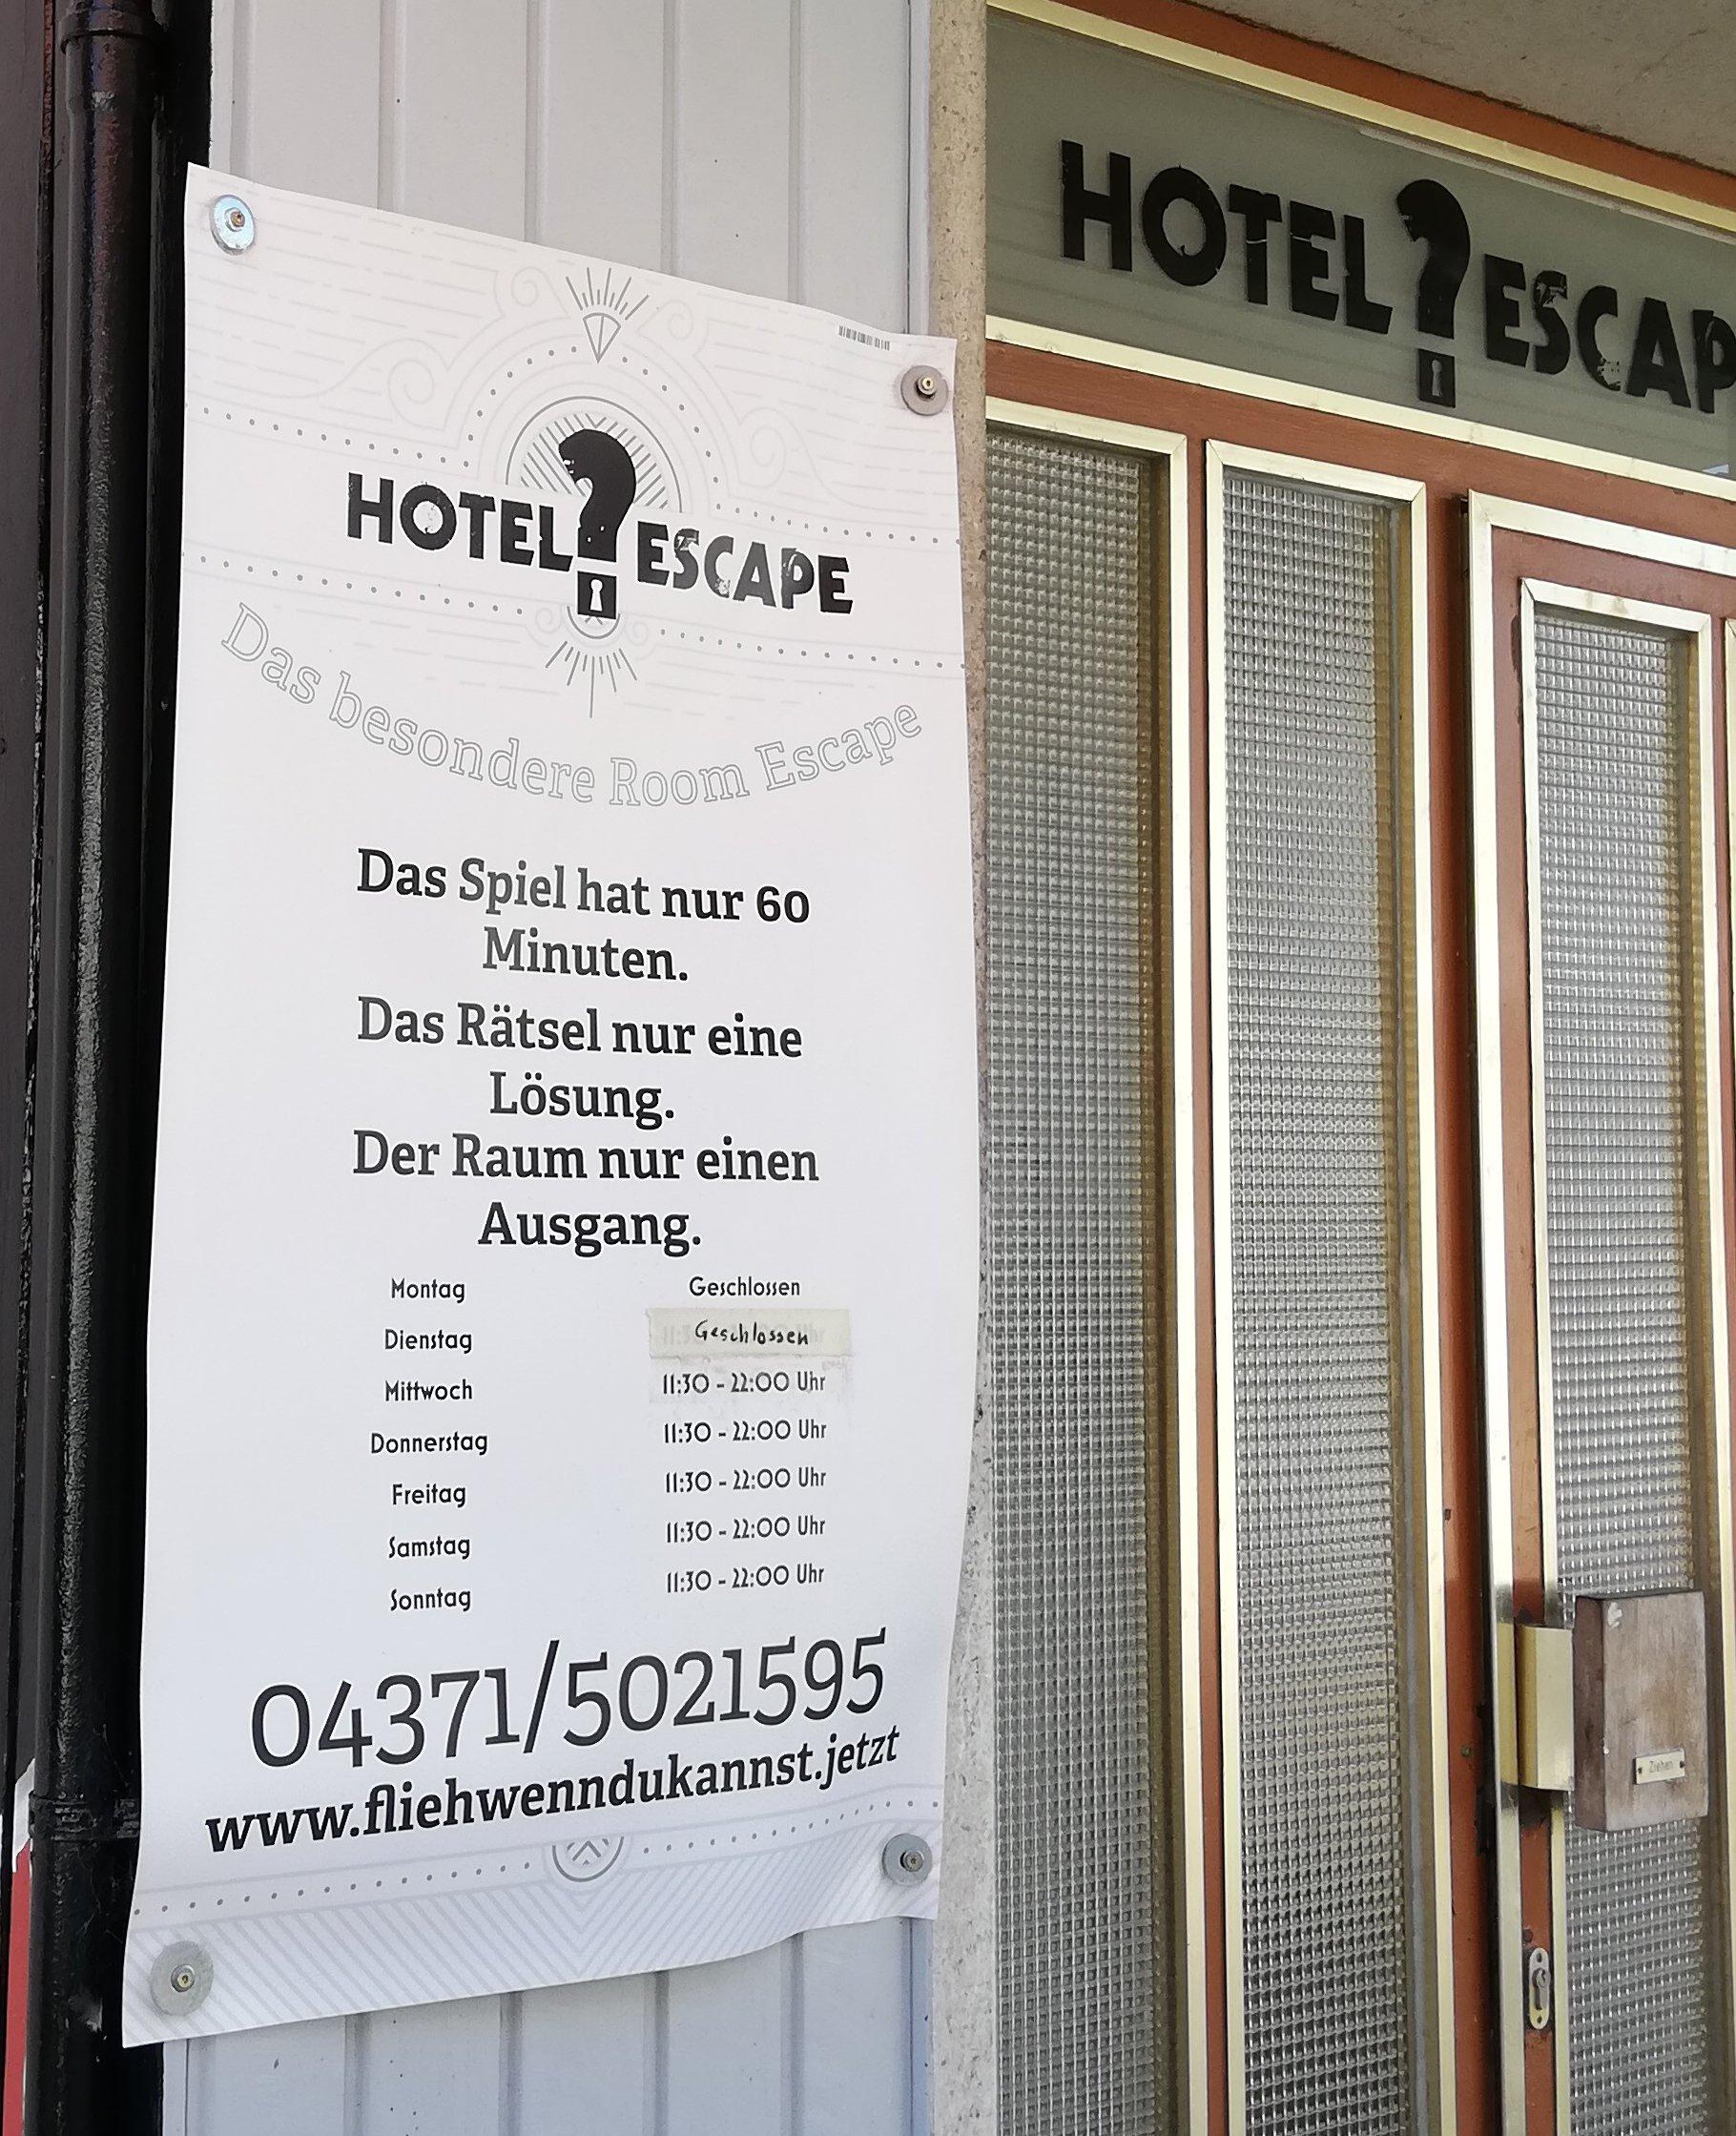 HOTEL ? ESCAPE
Das besondere Room Escape
Das Spiel hat nur 60
Minuten.
Das Rätsel nur eine
Lösung.
Der Raum nur einen
Ausgang.
Montag Geschlossen
Dienstag Geschlossen
Mittwoch 11:30 - 22:00 Uhr
Donnerstag 11:30 - 22:00 Uhr
Freitag 11:30 - 22:00 Uhr
Samstag 11:30 - 22:00 Uhr
Sonntag 11:30 - 22:00 Uhr
04371/5021595
www.fliehwenndukannst.jetzt
HOTEL ? ESCAP
Ziehen